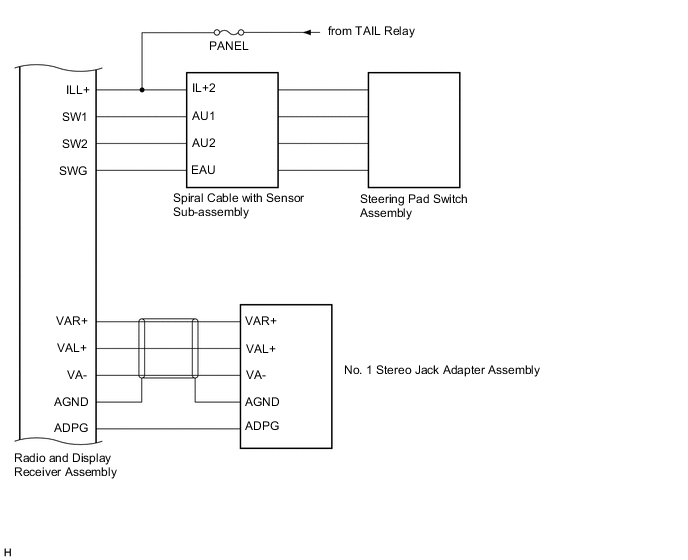 from TAIL Relay
PANEL
ILL+ IL+2
SW1 AU1
SW2 AU2
SWG EAU
Spiral Cable with Sensor
Sub-assembly
Steering Pad Switch
Assembly
VAR+ VAR+
VAL+ VAL+
VA- VA-
AGND AGND
ADPG ADPG
No. 1 Stereo Jack Adapter Assembly
Radio and Display
Receiver Assembly
H